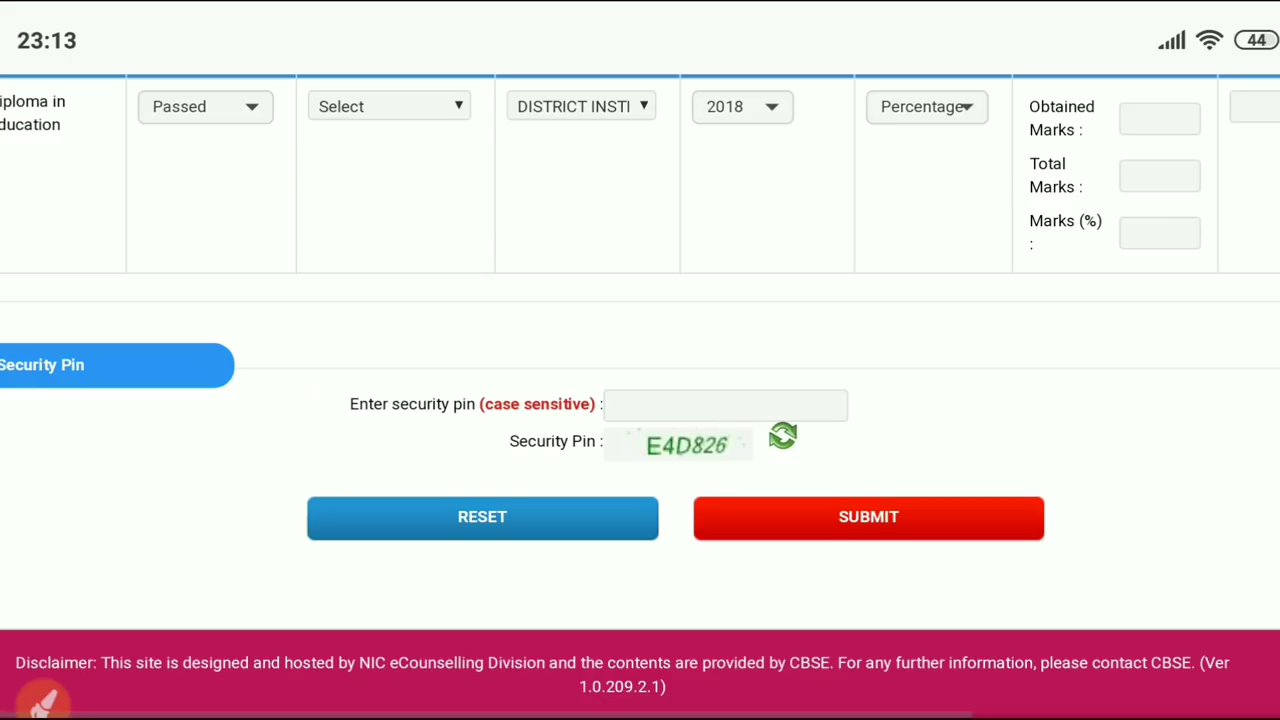 23:13
44
iploma in
ducation
Passed
Select
DISTRICT INSTI
2018
Percentage
Obtained
Marks :
Total
Marks :
Marks (%)
:
Security Pin
Enter security pin (case sensitive) :
Security Pin :
E4D826
RESET
SUBMIT
Disclaimer: This site is designed and hosted by NIC eCounselling Division and the contents are provided by CBSE. For any further information, please contact CBSE. (Ver
1.0.209.2.1)